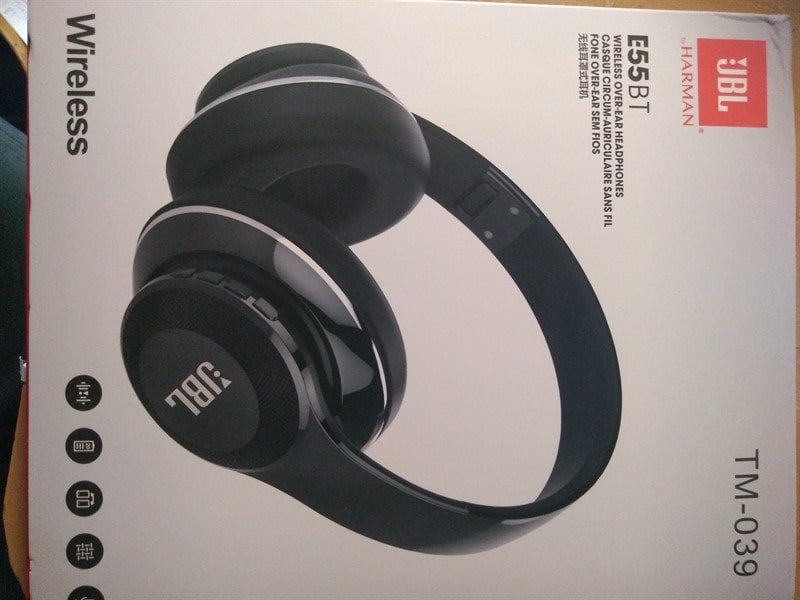 JBL
by HARMAN®
TM-039
E55BT
WIRELESS OVER-EAR HEADPHONES
CASQUE CIRCUM-AURICULAIRE SANS FIL
FONE OVER-EAR SEM FIOS
无线耳罩式耳机
JBL
Wireless